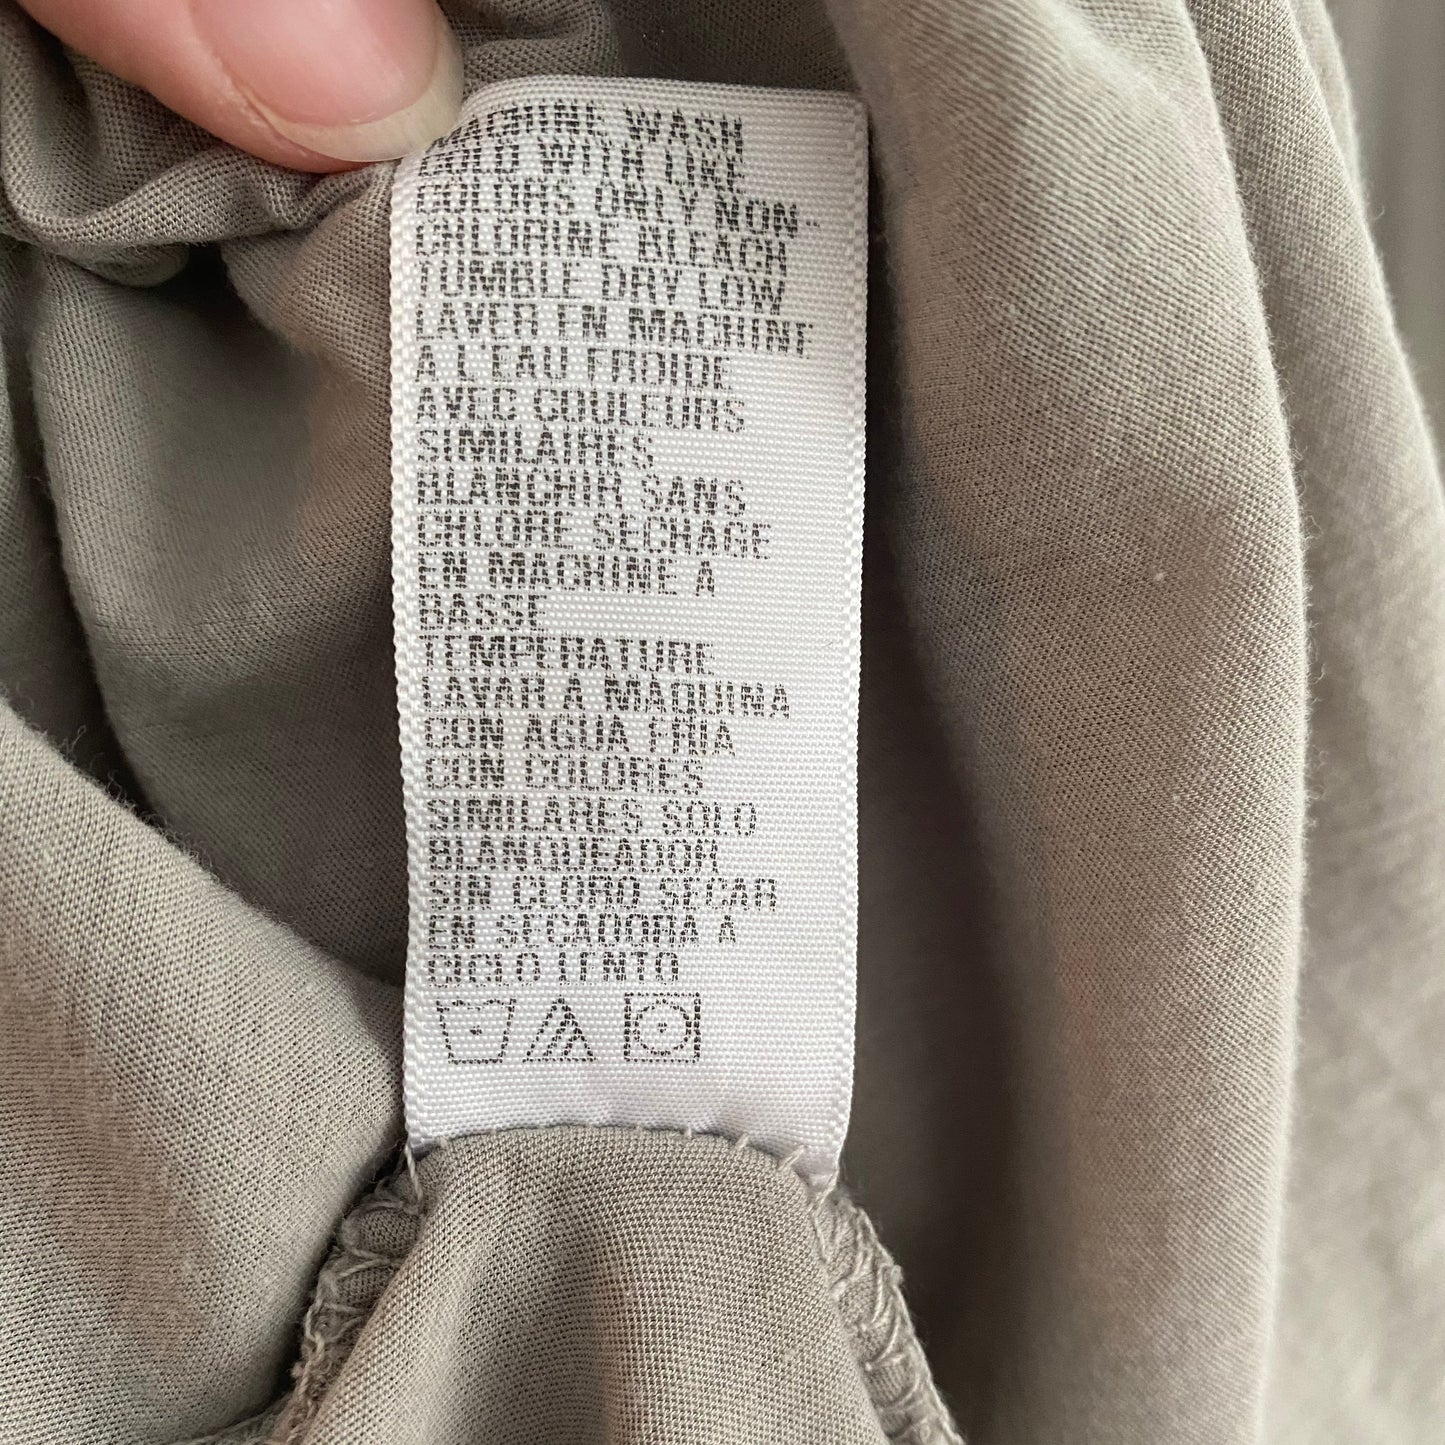 MACHINE WASH
COLD WITH LIKE
COLORS ONLY NON-
CHLORINE BLEACH
TUMBLE DRY LOW
LAVER EN MACHINE
A L'EAU FROIDE
AVEC COULEURS
SIMILAIRES
BLANCHIR SANS
CHLORE SECHAGE
EN MACHINE A
BASSE
TEMPERATURE
LAVAR A MAQUINA
CON AGUA FRIA
CON COLORES
SIMILARES SOLO
BLANQUEADOR
SIN CLORO SECAR
EN SECADORA A
CICLO LENTO